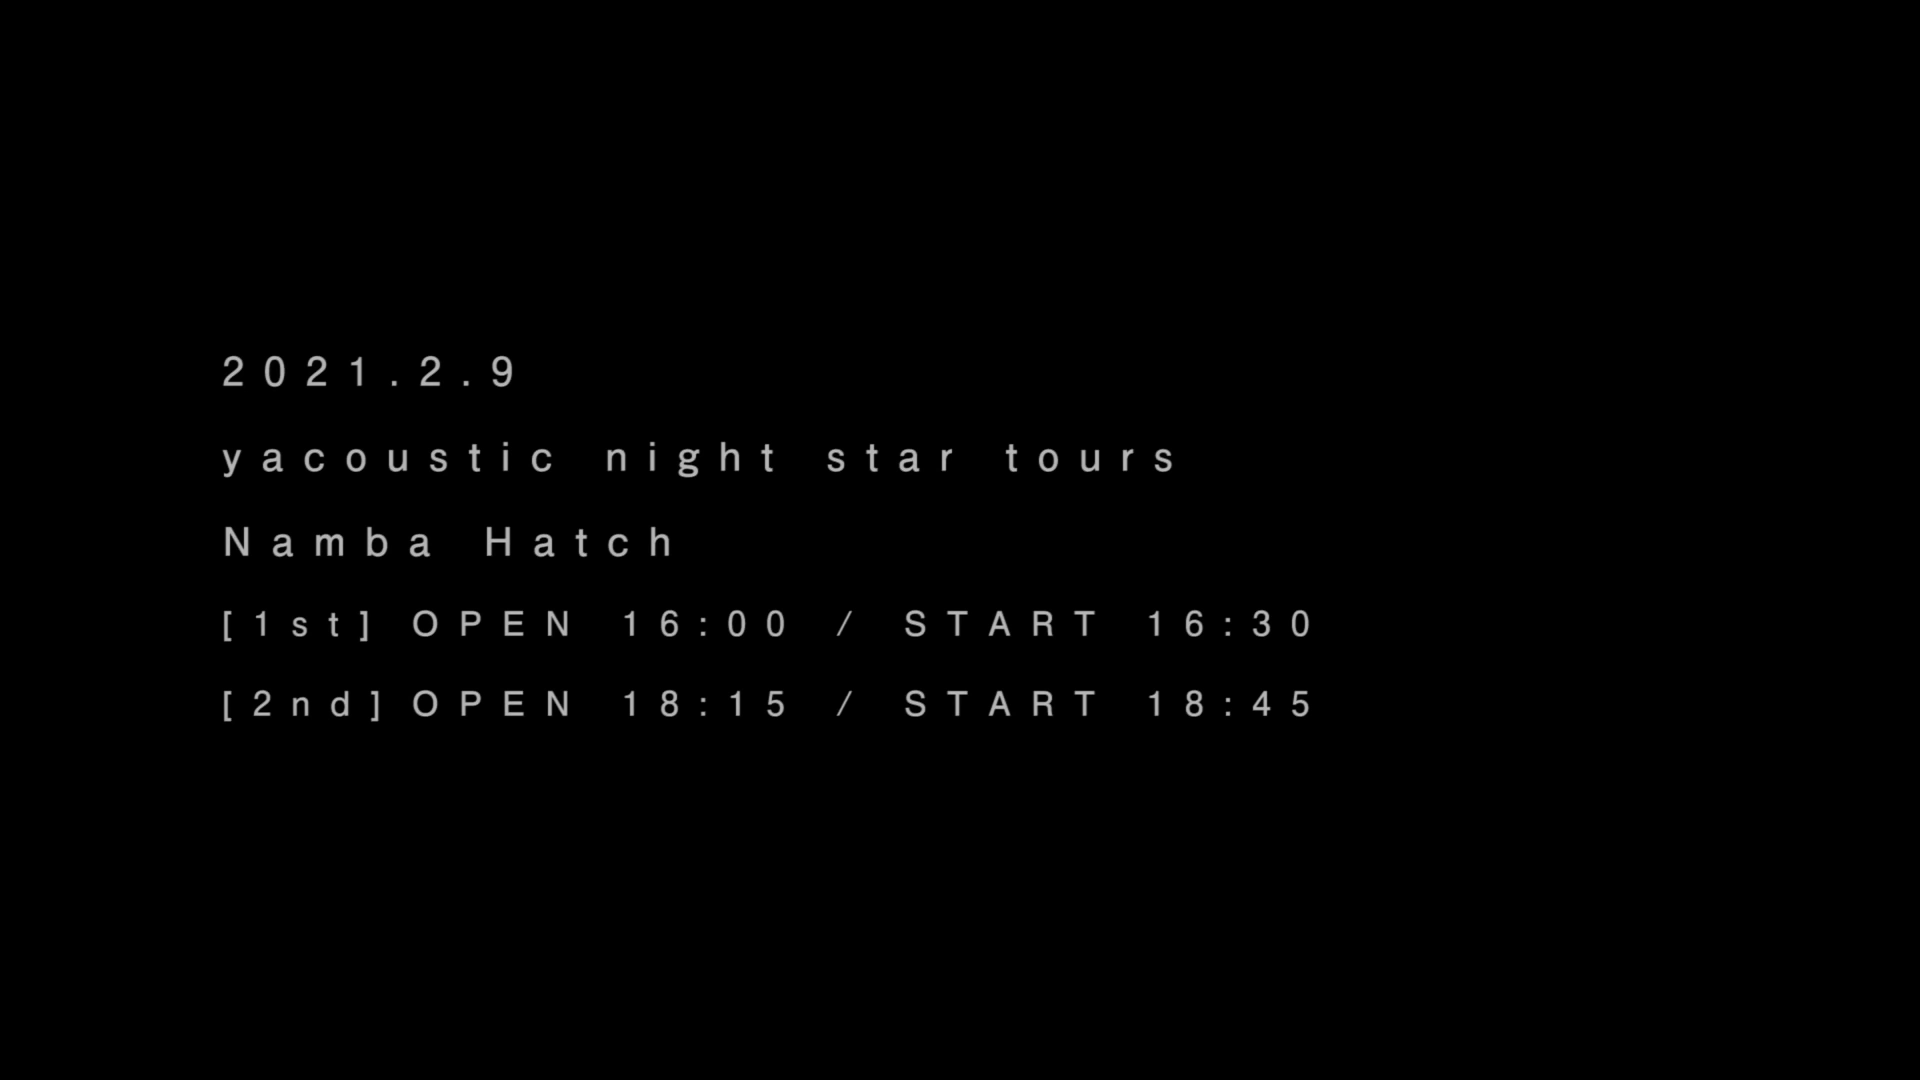 2021.2.9
yacoustic night star tours
Namba Hatch
[1st] OPEN 16:00 / START 16:30
[2nd] OPEN 18:15 / START 18:45